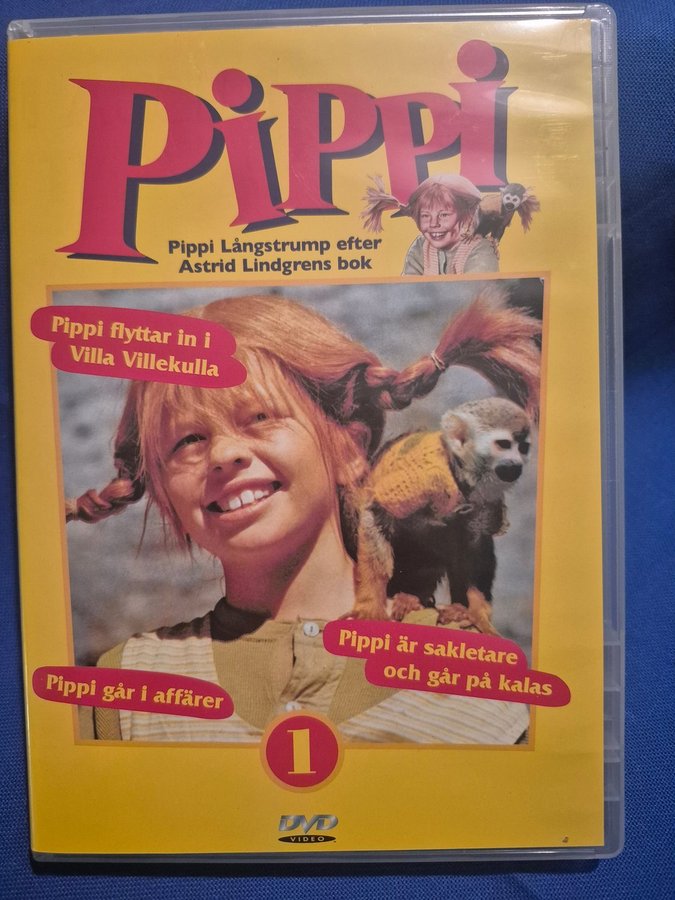 Pippi
Pippi Långstrump efter
Astrid Lindgrens bok
Pippi flyttar in i
Villa Villekulla
Pippi är sakletare
och går på kalas
Pippi går i affärer
1
DVD
VIDEO